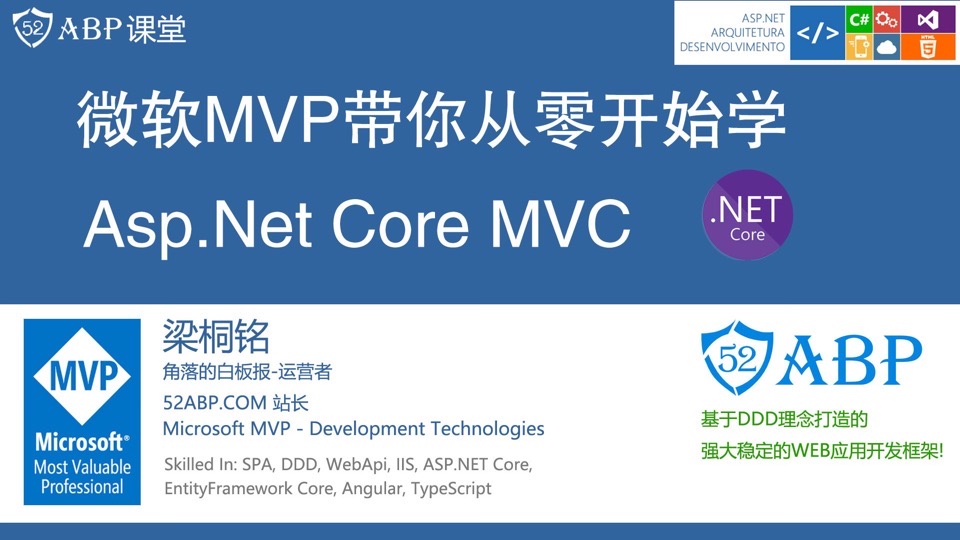 52 ABP 课堂
ASP.NET
ARQUITETURA
DESENVOLVIMENTO
</>
C#
HTML
5
微软MVP带你从零开始学
Asp.Net Core MVC
.NET
Core
MVP
Microsoft®
Most Valuable
Professional
梁桐铭
角落的白板报-运营者
52ABP.COM 站长
Microsoft MVP - Development Technologies
Skilled In: SPA, DDD, WebApi, IIS, ASP.NET Core,
EntityFramework Core, Angular, TypeScript
52 ABP
基于DDD理念打造的
强大稳定的WEB应用开发框架!